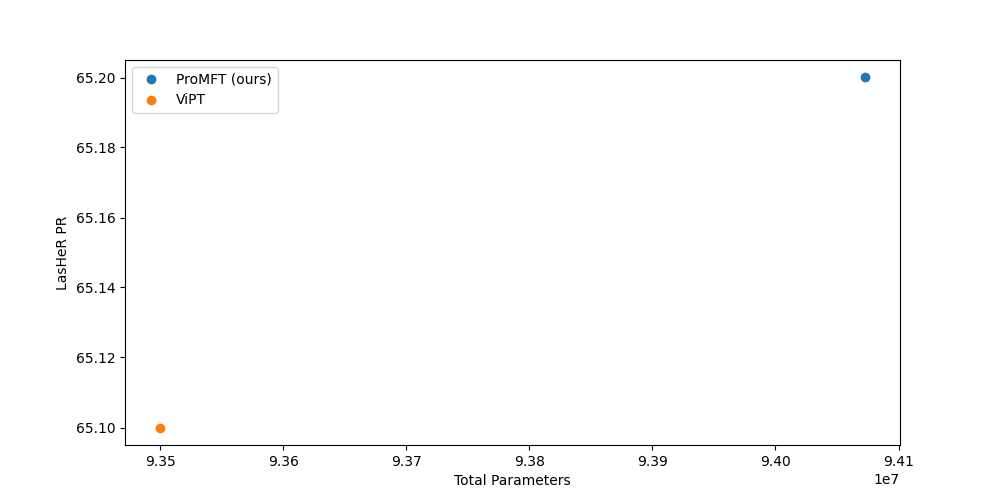 ProMFT (ours)
ViPT
65.20
65.18
65.16
65.14
65.12
65.10
LasHeR PR
9.35 9.36 9.37 9.38 9.39 9.40 9.41
1e7
Total Parameters